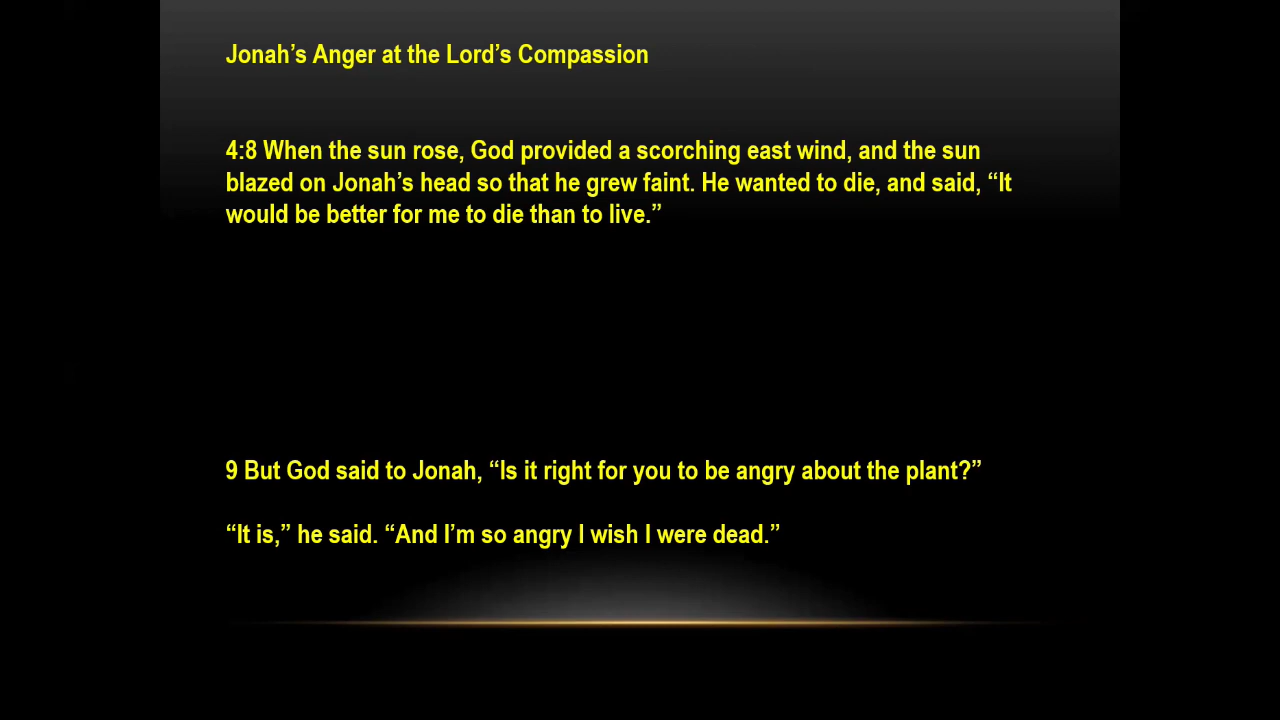 Jonah’s Anger at the Lord’s Compassion
4:8 When the sun rose, God provided a scorching east wind, and the sun
blazed on Jonah’s head so that he grew faint. He wanted to die, and said, “It
would be better for me to die than to live.”
9 But God said to Jonah, “Is it right for you to be angry about the plant?”
“It is,” he said. “And I’m so angry I wish I were dead.”